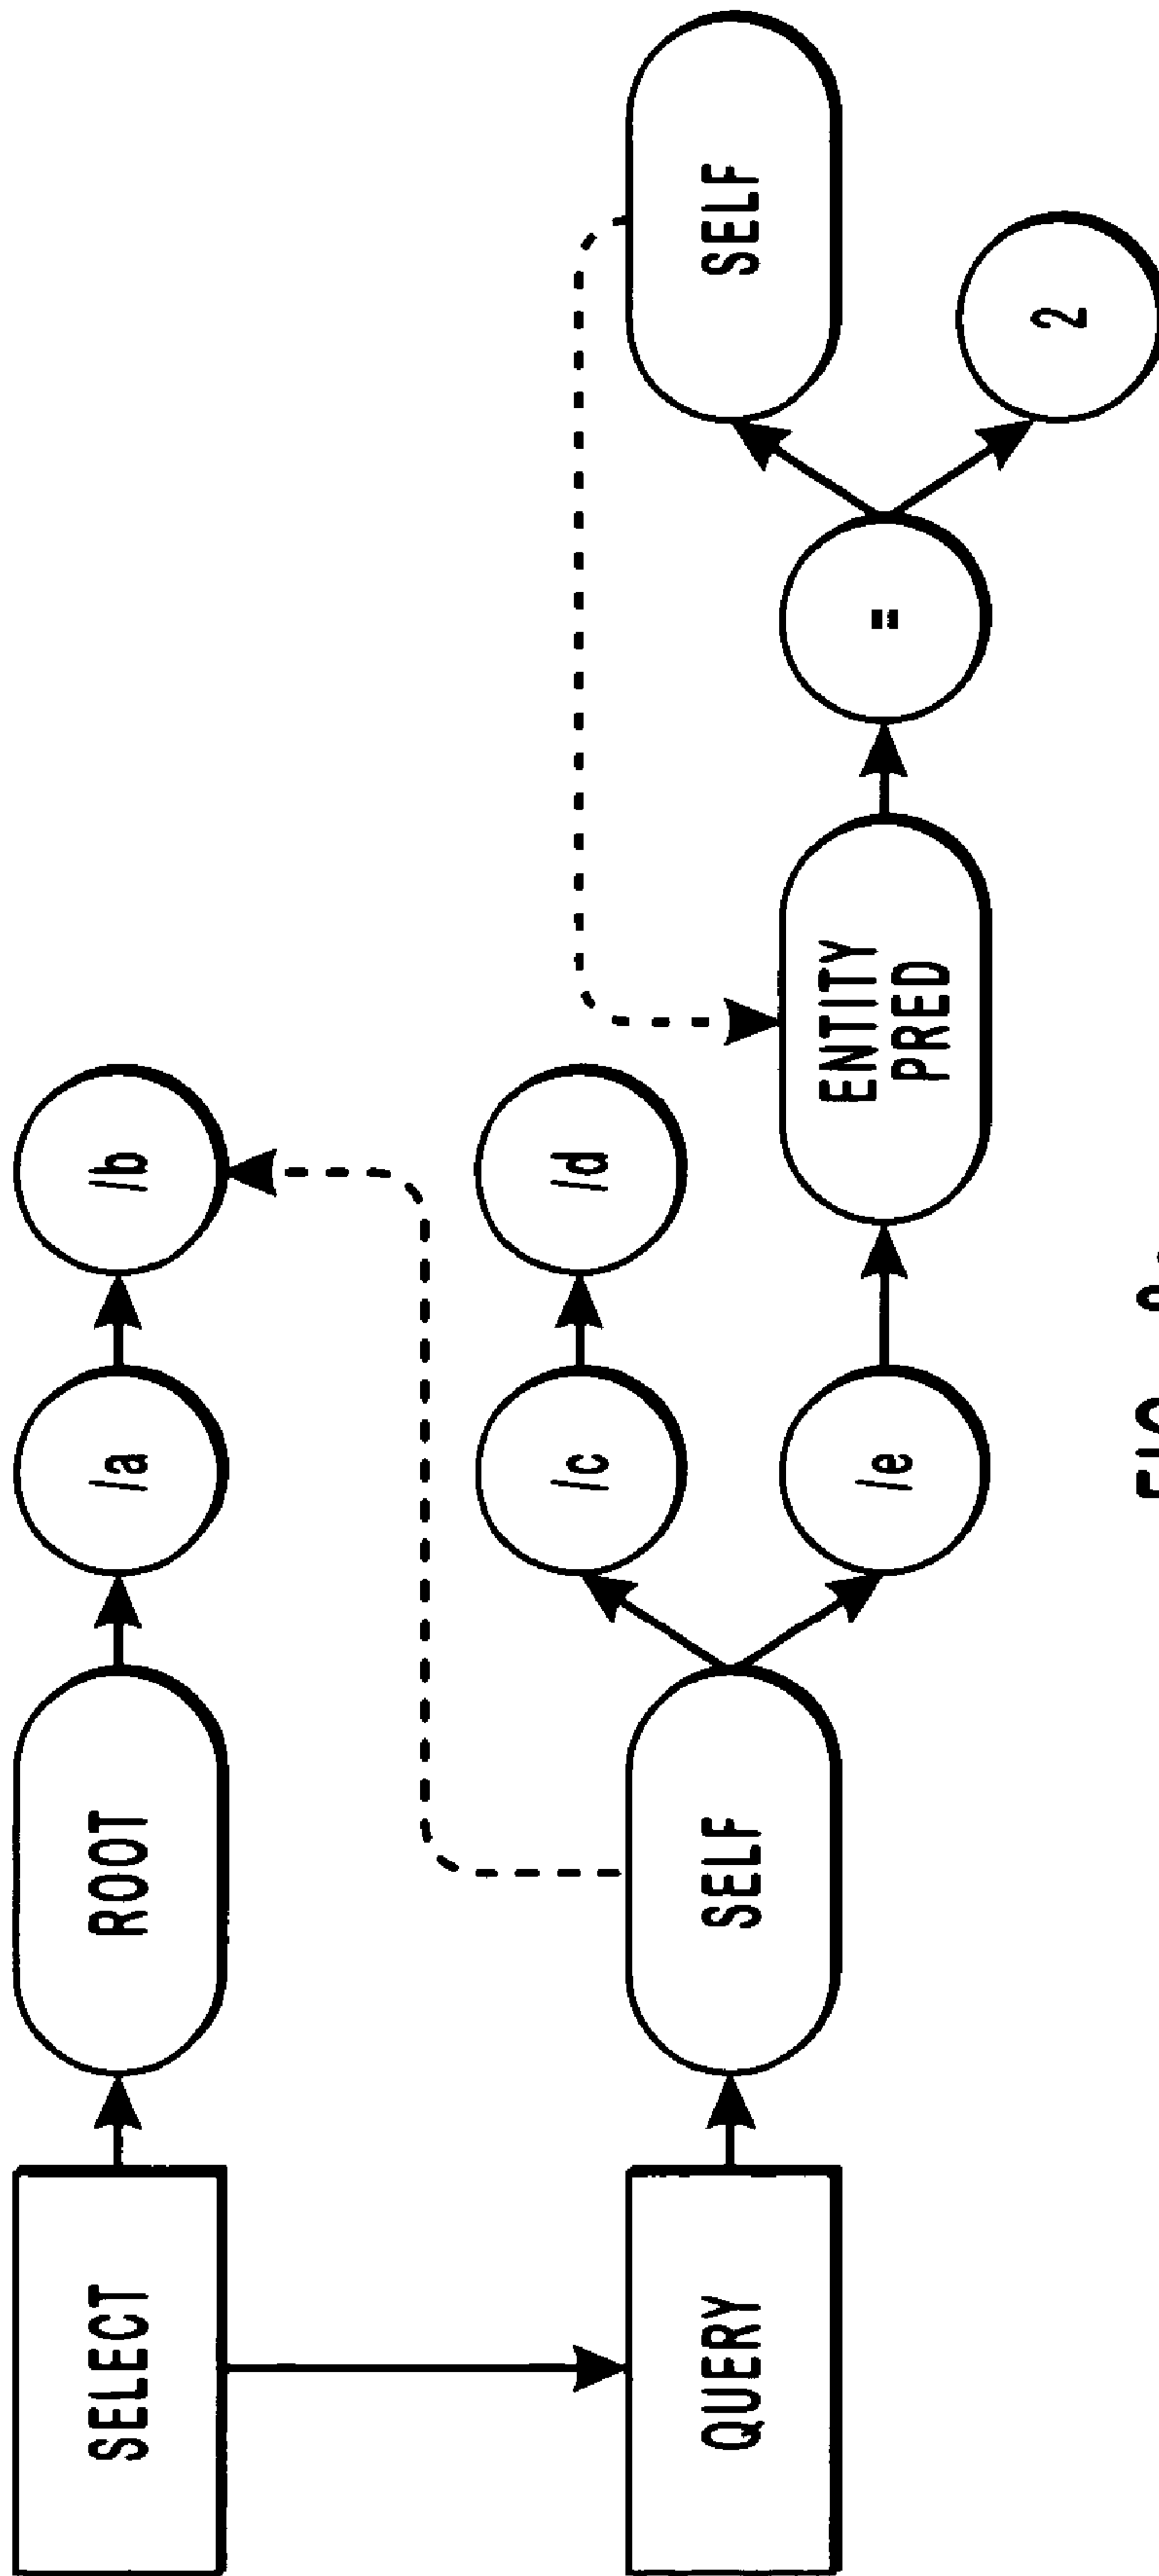 SELECT
ROOT
/a
/b
QUERY
SELF
/c
/d
/e
ENTITY
PRED
=
SELF
2